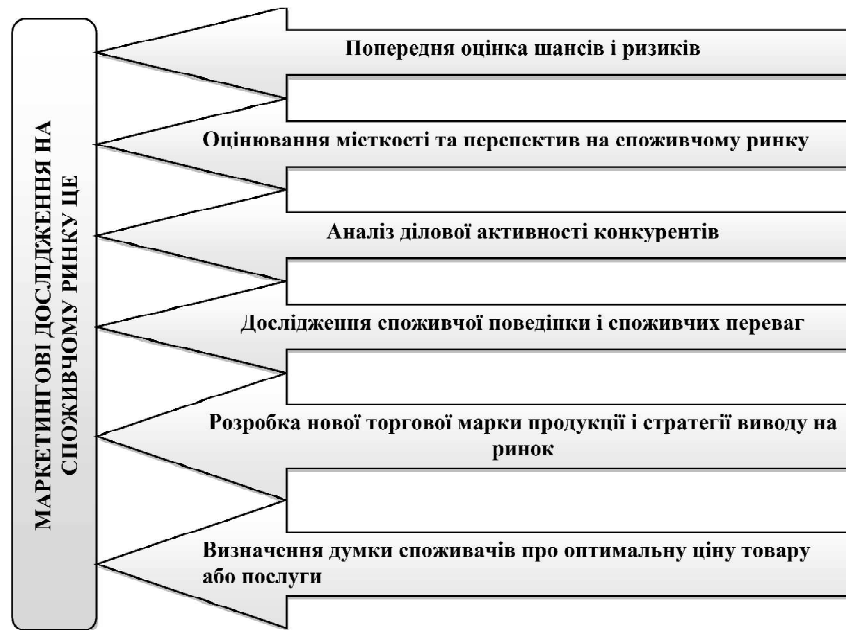 МАРКЕТИНГОВІ ДОСЛІДЖЕННЯ НА
СПОЖИВЧОМУ РИНКУ ЦЕ
Попередня оцінка шансів і ризиків
Оцінювання місткості та перспектив на споживчому ринку
Аналіз ділової активності конкурентів
Дослідження споживчої поведінки і споживчих переваг
Розробка нової торгової марки продукції і стратегії виводу на
ринок
Визначення думки споживачів про оптимальну ціну товару
або послуги